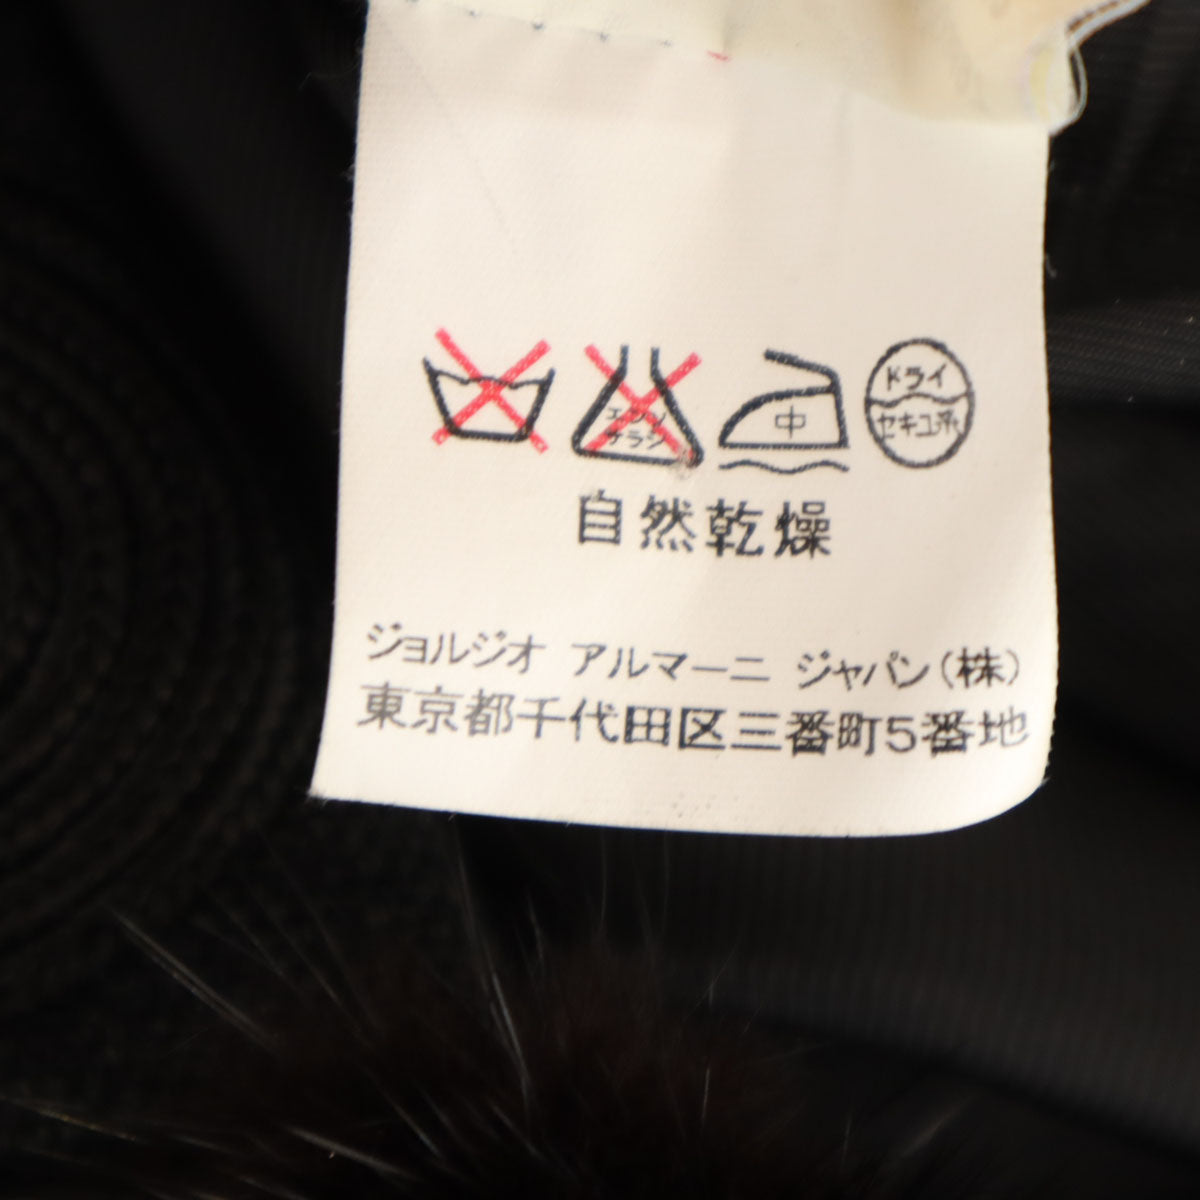 エンソ 中 ドライ
サラシ セキユ系
自然乾燥
ジョルジオ アルマーニ ジャパン(株)
東京都千代田区三番町5番地